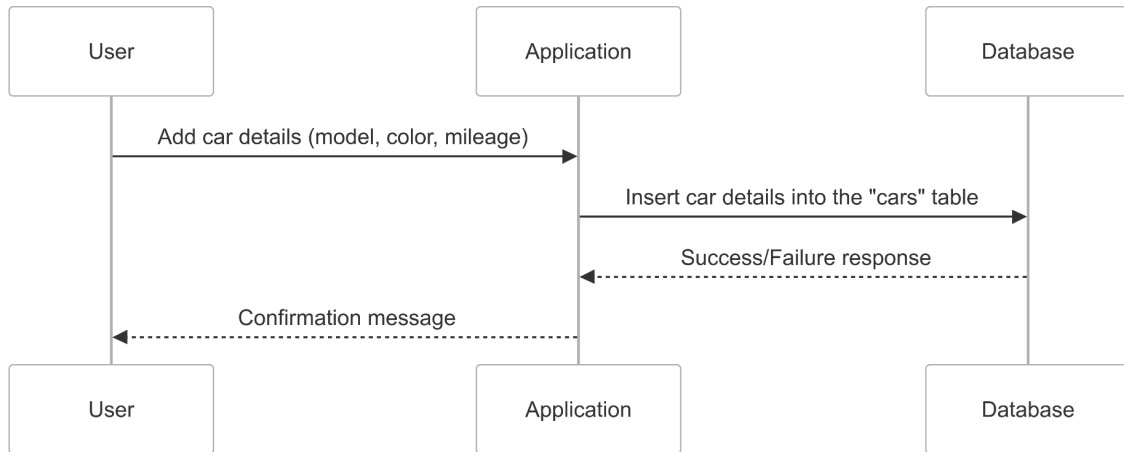 User
Application
Database
Add car details (model, color, mileage)
Insert car details into the "cars" table
Success/Failure response
Confirmation message
User
Application
Database